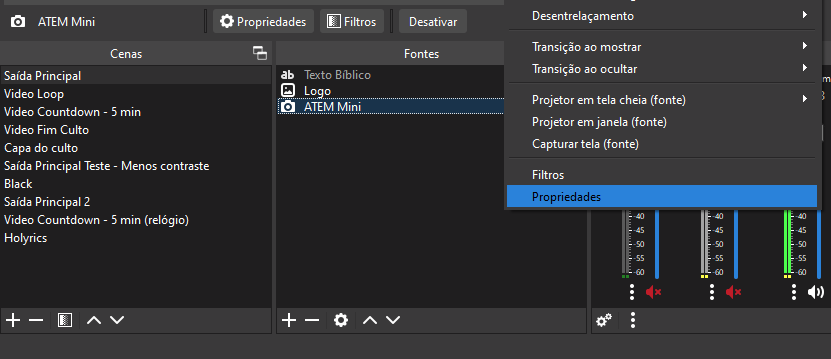 ATEM Mini
Propriedades
Filtros
Desativar
Cenas
Saída Principal
Video Loop
Video Countdown - 5 min
Video Fim Culto
Capa do culto
Saída Principal Teste - Menos contraste
Black
Saída Principal 2
Video Countdown - 5 min (relógio)
Holyrics
Fontes
ab Texto Bíblico
Logo
ATEM Mini
Desentrelaçamento
Transição ao mostrar
Transição ao ocultar
Projetor em tela cheia (fonte)
Projetor em janela (fonte)
Capturar tela (fonte)
Filtros
Propriedades
-40 -40 -40
-45 -45 -45
-50 -50 -50
-55 -55 -55
-60 -60 -60